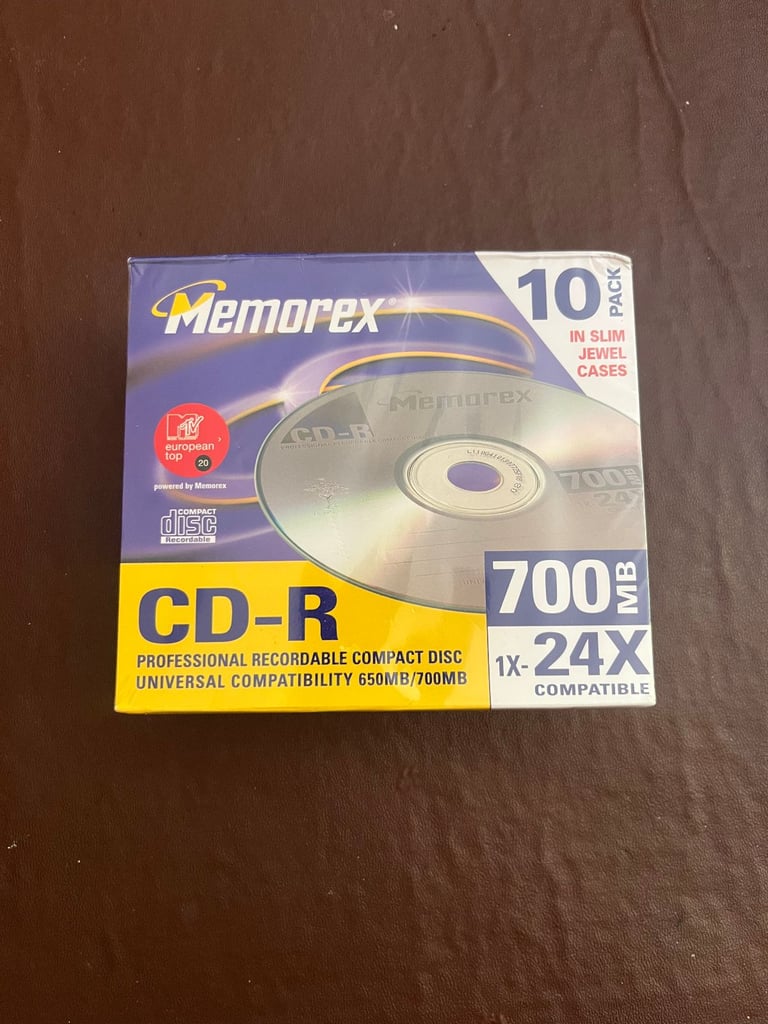 Memorex®
10 PACK
IN SLIM
JEWEL
CASES
MTV
european
top 20
powered by Memorex
COMPACT
disc
Recordable
Memorex
CD-R
700 MB
24X
CD-R
PROFESSIONAL RECORDABLE COMPACT DISC
UNIVERSAL COMPATIBILITY 650MB/700MB
700 MB
1X-24X
COMPATIBLE